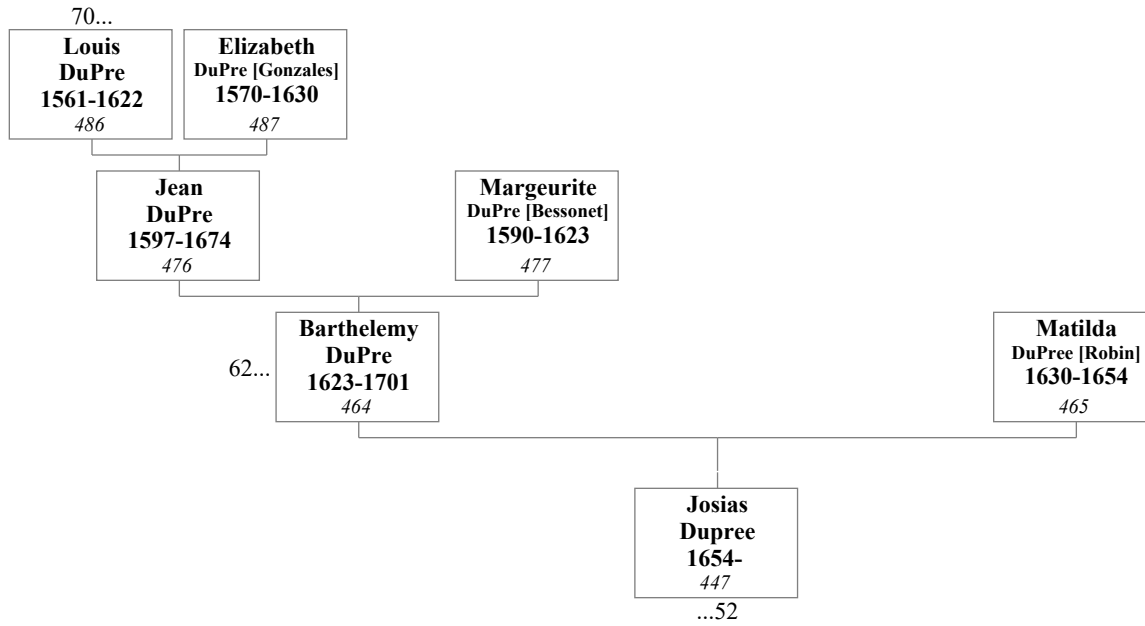 70...
Louis
DuPre
1561-1622
486
Elizabeth
DuPre [Gonzales]
1570-1630
487
Jean
DuPre
1597-1674
476
Margeurite
DuPre [Bessonet]
1590-1623
477
62...
Barthelemy
DuPre
1623-1701
464
Matilda
DuPree [Robin]
1630-1654
465
Josias
Dupree
1654-
447
...52